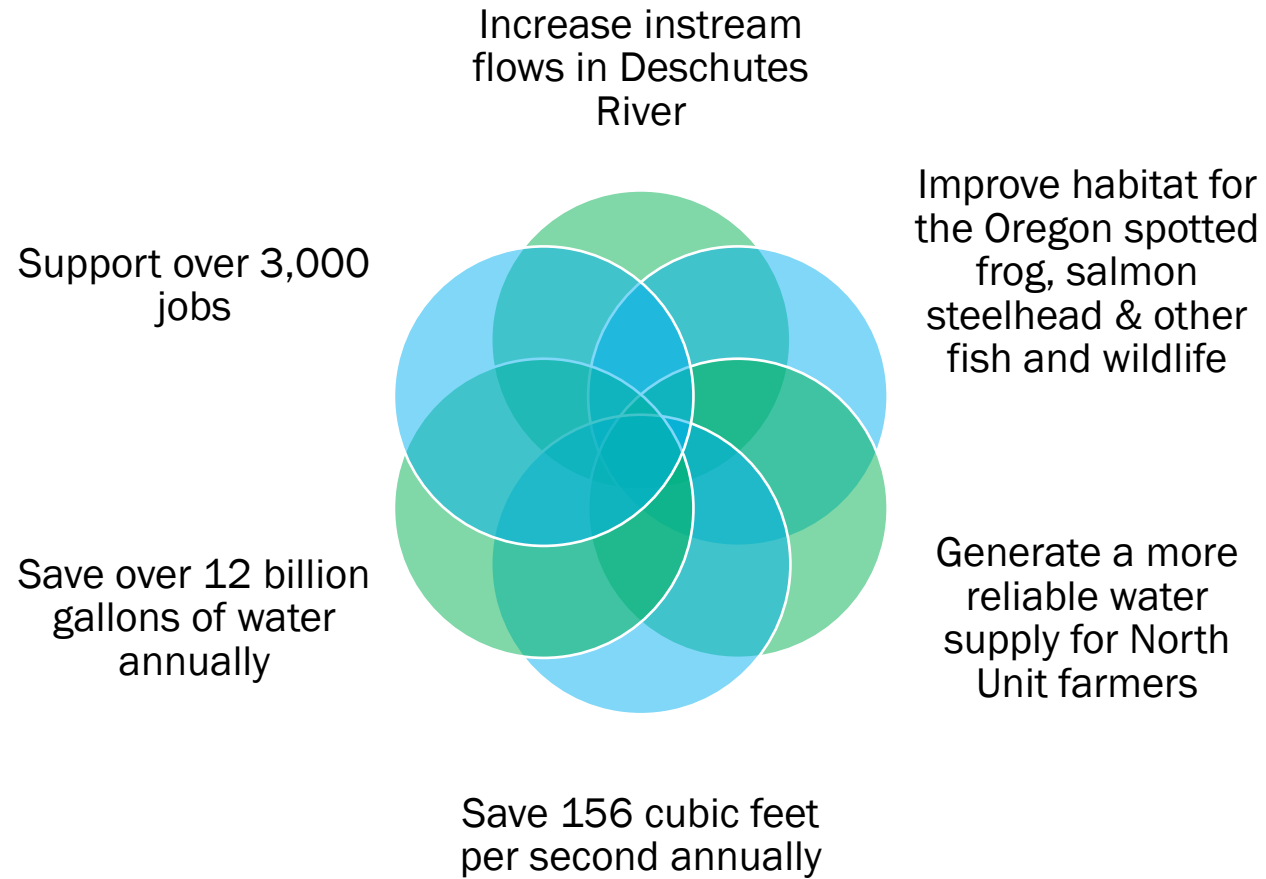 Increase instream
flows in Deschutes
River
Improve habitat for
the Oregon spotted
frog, salmon
steelhead & other
fish and wildlife
Support over 3,000
jobs
Generate a more
reliable water
supply for North
Unit farmers
Save over 12 billion
gallons of water
annually
Save 156 cubic feet
per second annually